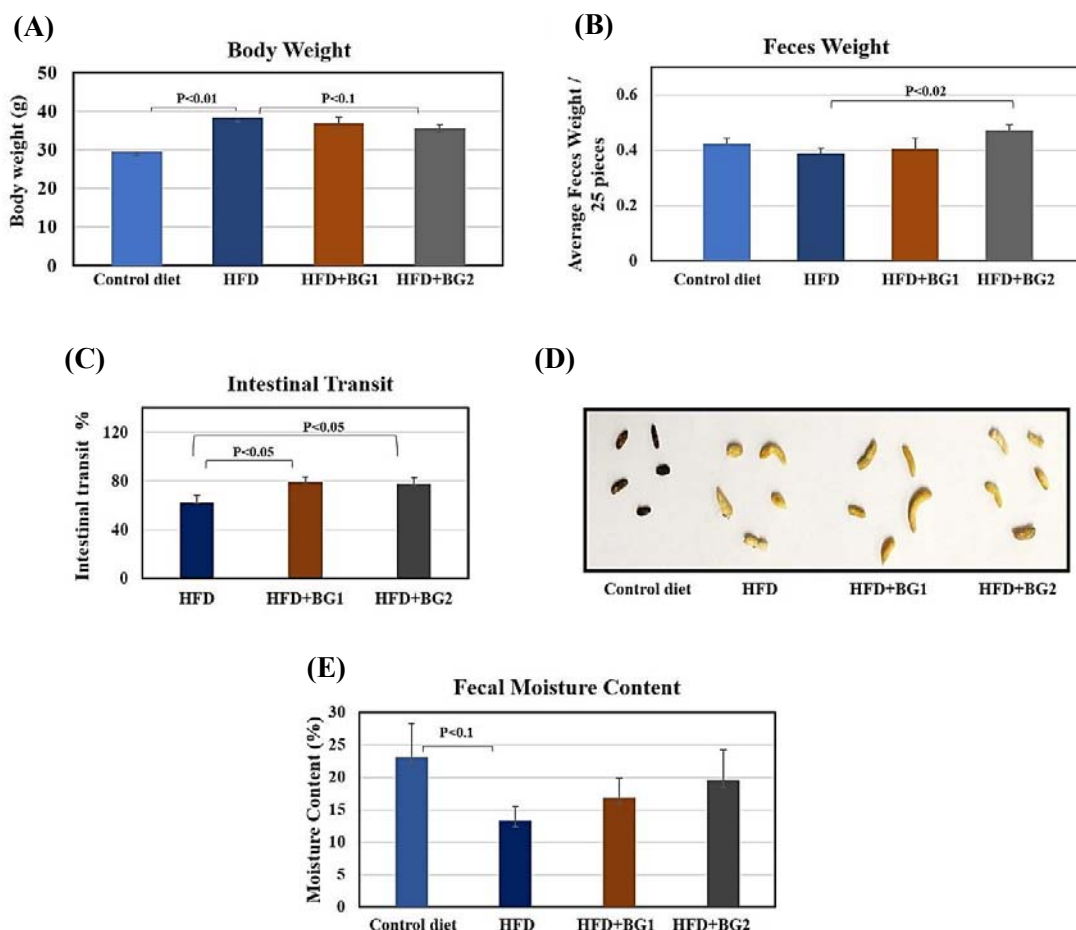 (A)
Body Weight
Body weight (g)
50
40
30
20
10
0
P<0.01
P<0.1
Control diet
HFD
HFD+BG1
HFD+BG2
(B)
Feces Weight
Average Feces Weight /
25 pieces
0.6
0.4
0.2
0
P<0.02
Control diet
HFD
HFD+BG1
HFD+BG2
(C)
Intestinal Transit
Intestinal transit %
120
80
40
0
P<0.05
P<0.05
HFD
HFD+BG1
HFD+BG2
(D)
Control diet
HFD
HFD+BG1
HFD+BG2
(E)
Fecal Moisture Content
Moisture Content (%)
30
25
20
15
10
5
0
P<0.1
Control diet
HFD
HFD+BG1
HFD+BG2